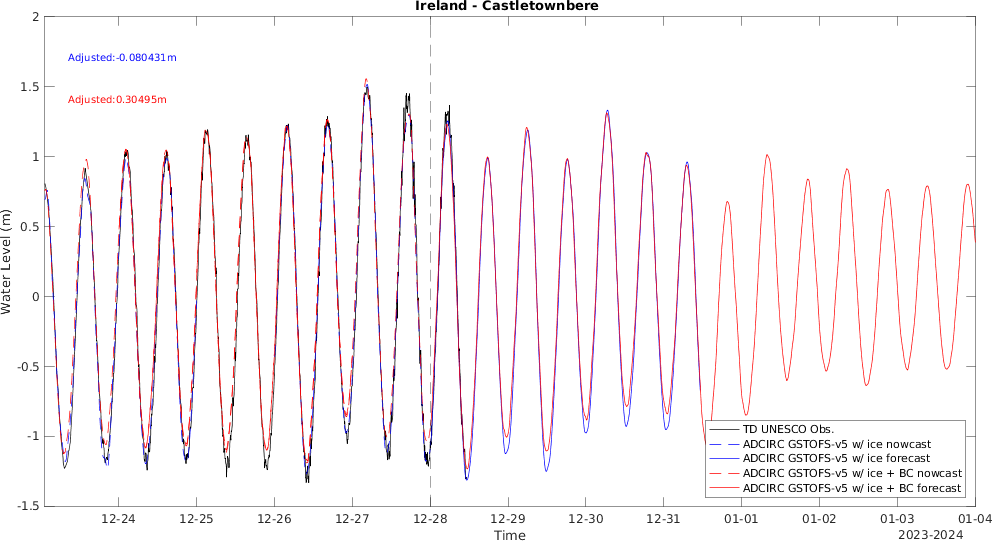 Ireland - Castletownbere
2
1.5
1
0.5
0
-0.5
-1
-1.5
Water Level (m)
Adjusted:-0.080431m
Adjusted:0.30495m
TD UNESCO Obs.
ADCIRC GSTOFS-v5 w/ ice nowcast
ADCIRC GSTOFS-v5 w/ ice forecast
ADCIRC GSTOFS-v5 w/ ice + BC nowcast
ADCIRC GSTOFS-v5 w/ ice + BC forecast
12-24 12-25 12-26 12-27 12-28 12-29 12-30 12-31 01-01 01-02 01-03 01-04
Time
2023-2024